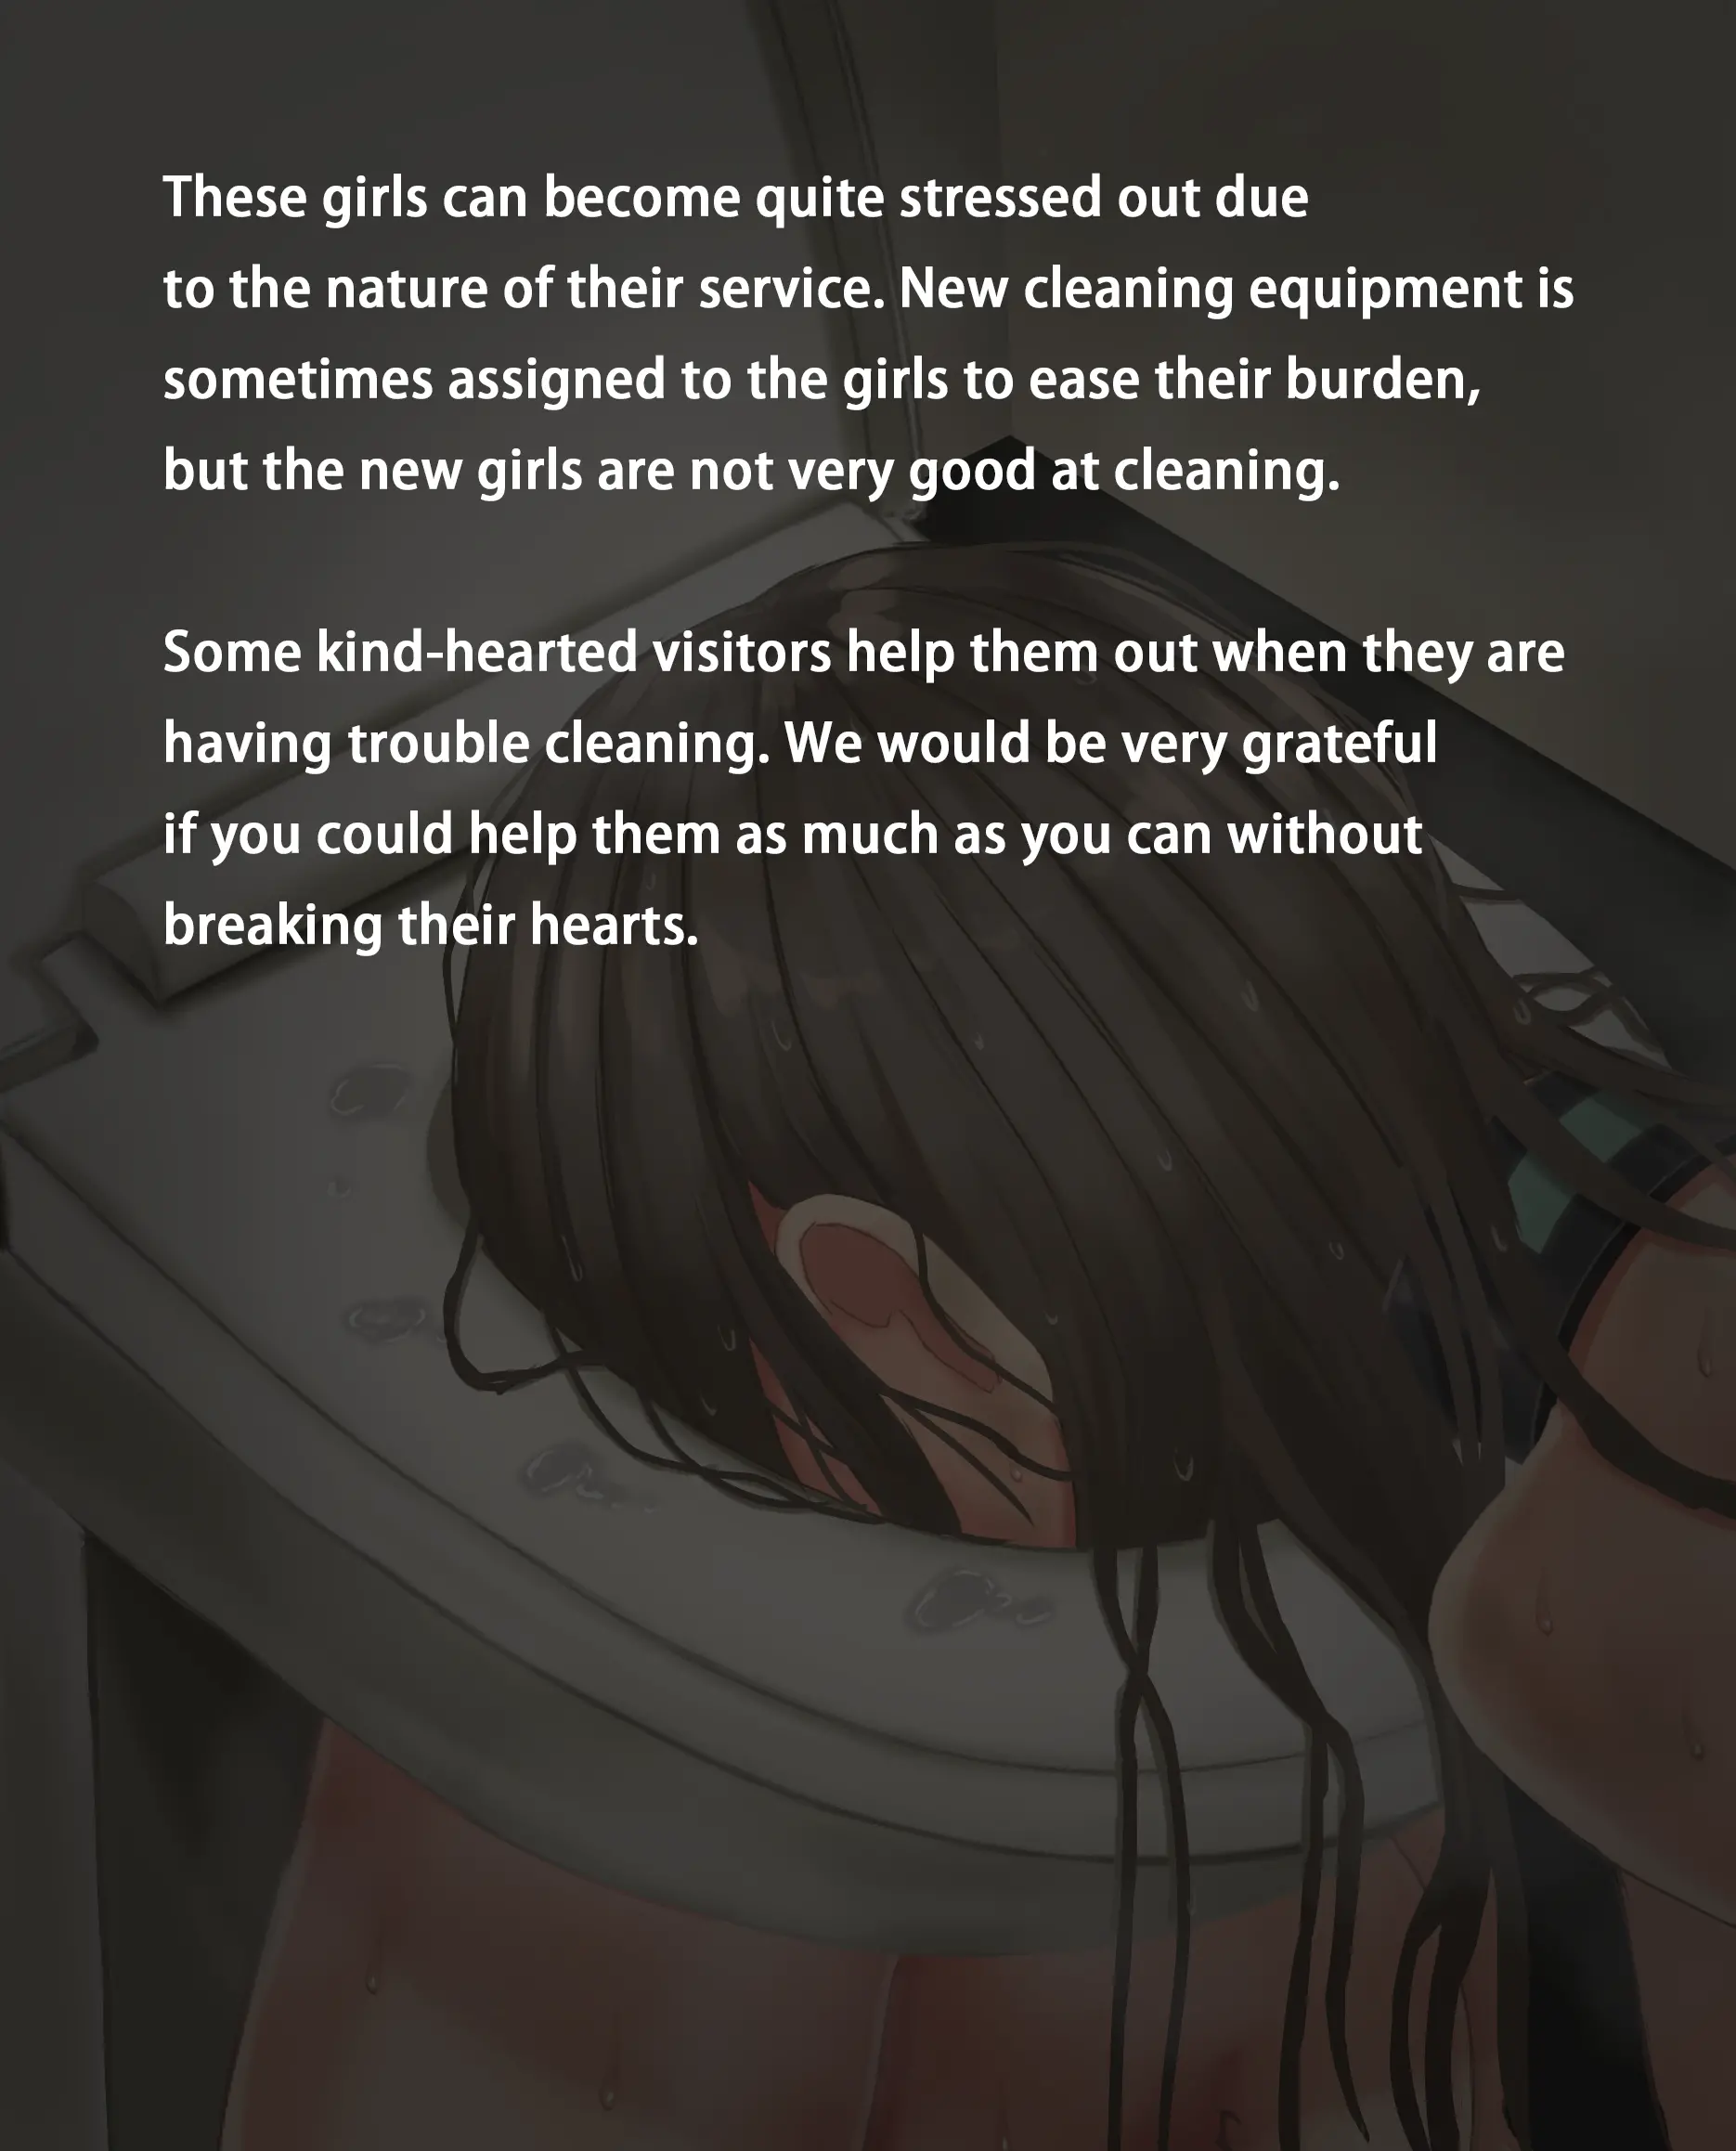 These girls can become quite stressed out due
to the nature of their service. New cleaning equipment is
sometimes assigned to the girls to ease their burden,
but the new girls are not very good at cleaning.
Some kind-hearted visitors help them out when they are
having trouble cleaning. We would be very grateful
if you could help them as much as you can without
breaking their hearts.